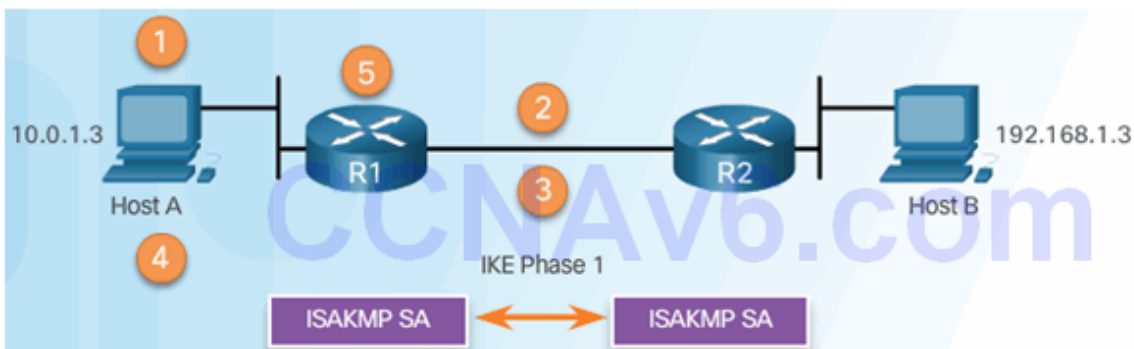 1
5
2
10.0.1.3
192.168.1.3
R1
R2
3
Host A
Host B
CCNAv6.com
4
IKE Phase 1
ISAKMP SA
ISAKMP SA